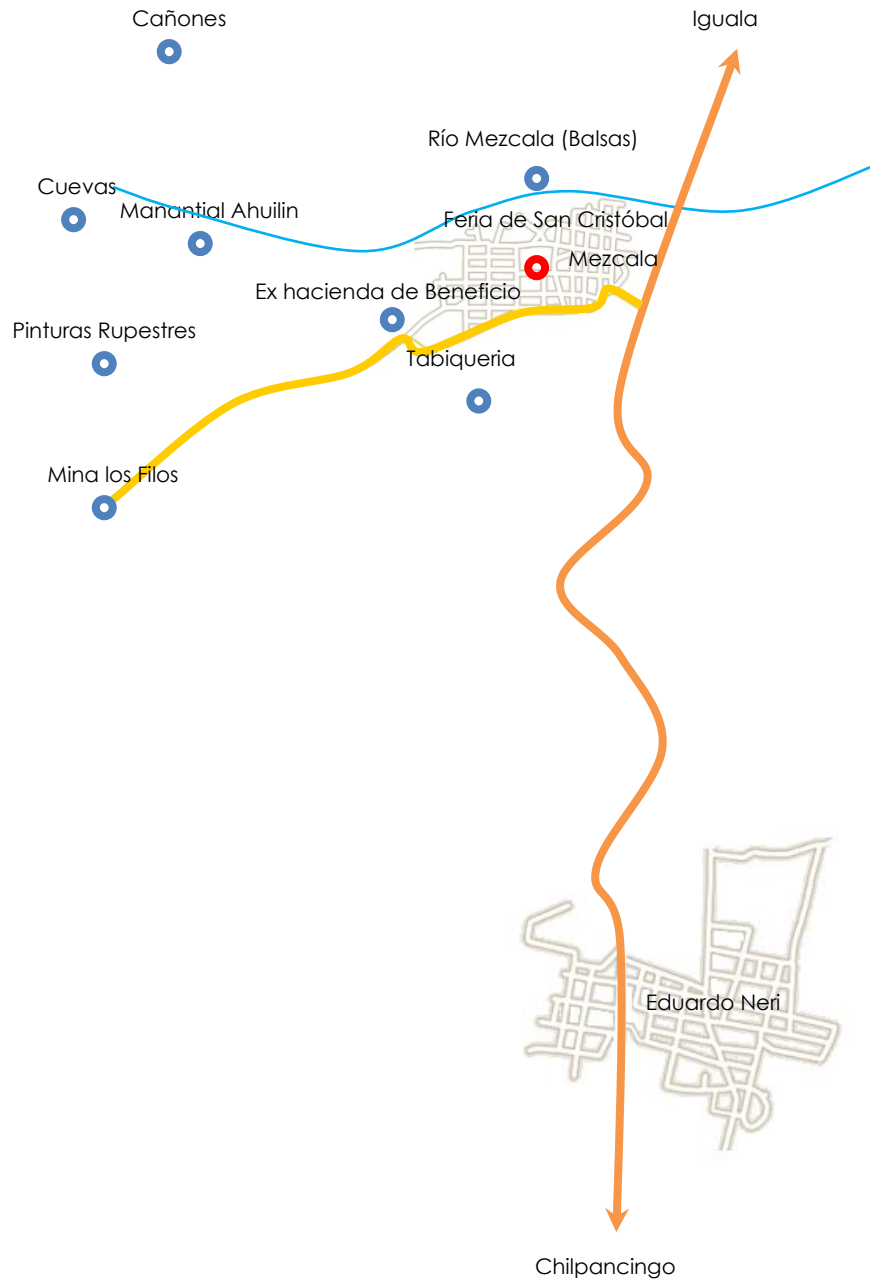 Cañones
Iguala
Río Mezcala (Balsas)
Cuevas
Manantial Ahuilin
Feria de San Cristóbal
Mezcala
Ex hacienda de Beneficio
Pinturas Rupestres
Tabiqueria
Mina los Filos
Eduardo Neri
Chilpancingo